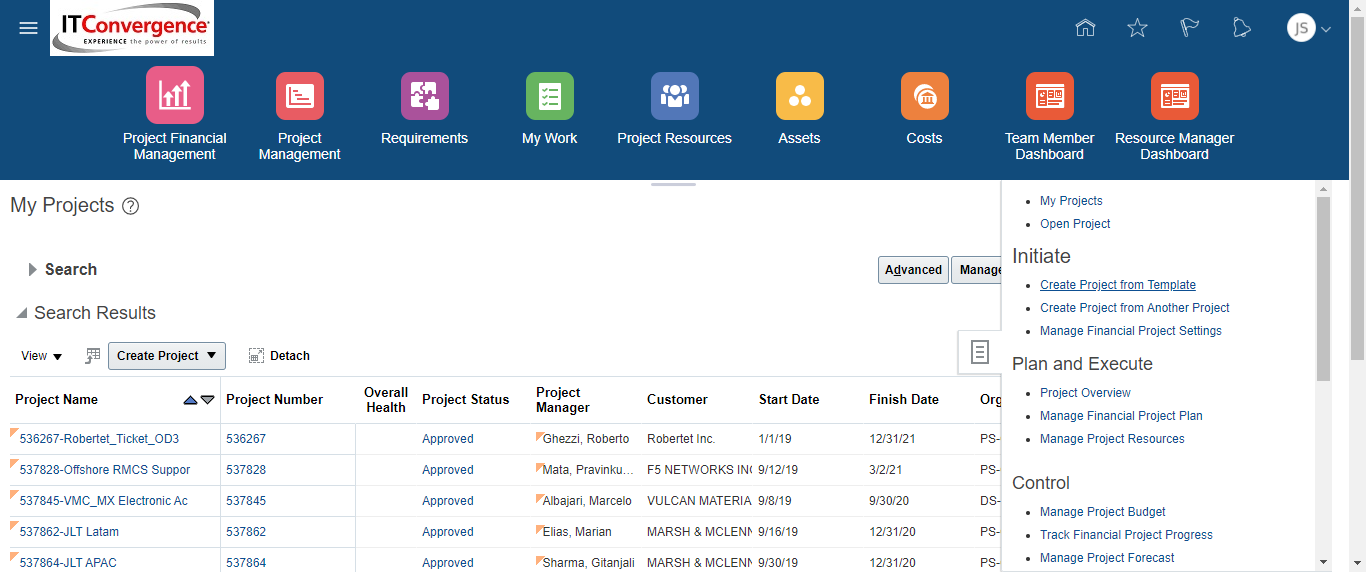 ITConvergence
EXPERIENCE the power of results
JS
Project Financial
Management
Project
Management
Requirements
My Work
Project Resources
Assets
Costs
Team Member
Dashboard
Resource Manager
Dashboard
My Projects ?
Search
Advanced
Manage
Search Results
View
Create Project
Detach
Project Name
Project Number
Overall
Health
Project Status
Project
Manager
Customer
Start Date
Finish Date
Org
536267-Robertet_Ticket_OD3 536267 Approved Ghezzi, Roberto Robertet Inc. 1/1/19 12/31/21 PS-
537828-Offshore RMCS Suppor 537828 Approved Mata, Pravinku... F5 NETWORKS INC 9/12/19 3/2/21 PS-
537845-VMC_MX Electronic Ac 537845 Approved Albajari, Marcelo VULCAN MATERIA 9/8/19 9/30/20 DS-
537862-JLT Latam 537862 Approved Elias, Marian MARSH & MCLENN 9/16/19 12/31/20 PS-
537864-JLT APAC 537864 Approved Sharma, Gitanjali MARSH & MCLENN 9/30/19 12/31/20 PS-
My Projects
Open Project
Initiate
Create Project from Template
Create Project from Another Project
Manage Financial Project Settings
Plan and Execute
Project Overview
Manage Financial Project Plan
Manage Project Resources
Control
Manage Project Budget
Track Financial Project Progress
Manage Project Forecast